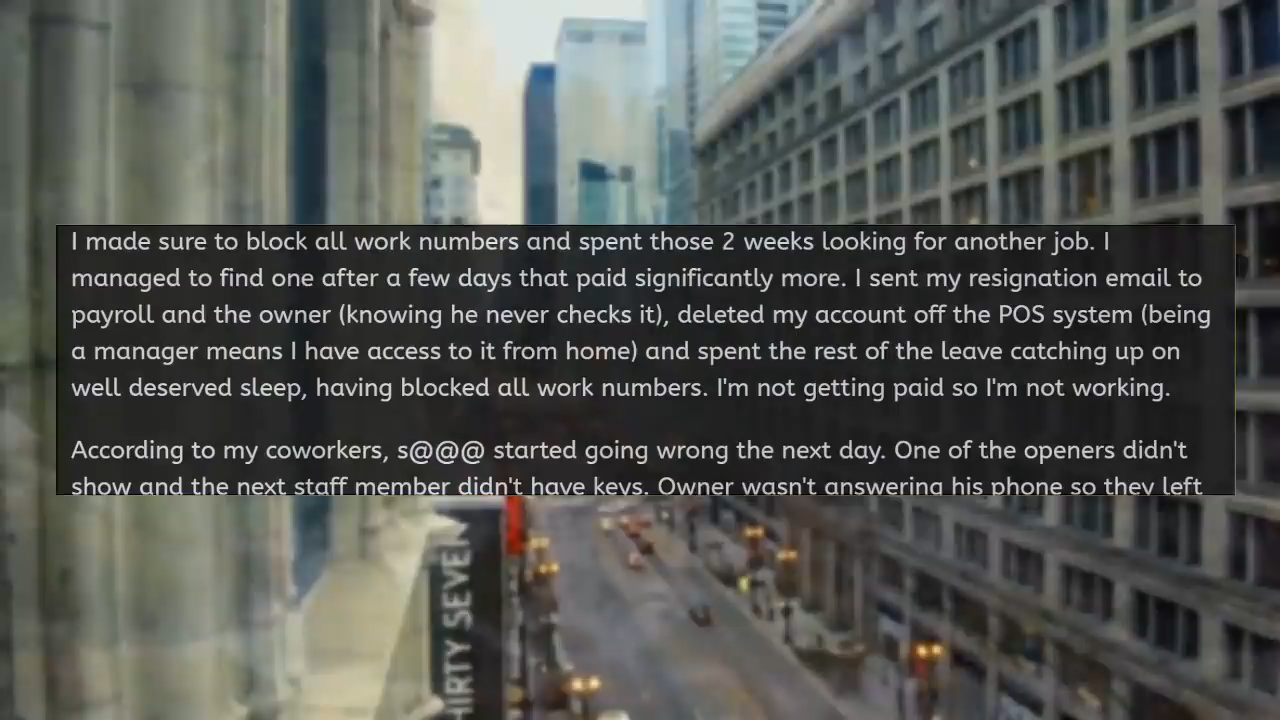 I made sure to block all work numbers and spent those 2 weeks looking for another job. I
managed to find one after a few days that paid significantly more. I sent my resignation email to
payroll and the owner (knowing he never checks it), deleted my account off the POS system (being
a manager means I have access to it from home) and spent the rest of the leave catching up on
well deserved sleep, having blocked all work numbers. I'm not getting paid so I'm not working.
According to my coworkers, s@@@ started going wrong the next day. One of the openers didn't
show and the next staff member didn't have keys. Owner wasn't answering his phone so they left
HIRTY SEVEN